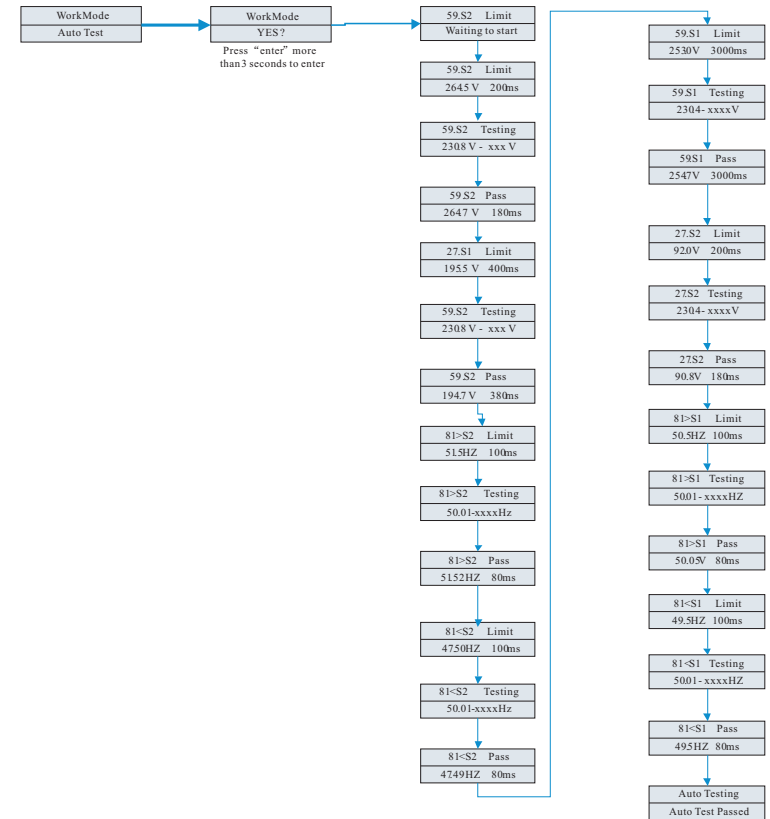 WorkMode
Auto Test
WorkMode
YES?
Press “enter” more
than 3 seconds to enter
59.S2 Limit
Waiting to start
59.S2 Limit
264.5 V 200ms
59.S2 Testing
230.8 V - xxx V
59.S2 Pass
264.7 V 180ms
27.S1 Limit
195.5 V 400ms
59.S2 Testing
230.8 V - xxx V
59.S2 Pass
194.7 V 380ms
81>S2 Limit
51.5HZ 100ms
81>S2 Testing
50.01-xxxxHz
81>S2 Pass
51.52HZ 80ms
81<S2 Limit
47.50HZ 100ms
81<S2 Testing
50.01-xxxxHz
81<S2 Pass
47.49HZ 80ms
59.S1 Limit
253.0V 3000ms
59.S1 Testing
230.4- xxxxV
59.S1 Pass
254.7V 3000ms
27.S2 Limit
92.0V 200ms
27.S2 Testing
230.4- xxxxV
27.S2 Pass
90.8V 180ms
81>S1 Limit
50.5HZ 100ms
81>S1 Testing
50.01- xxxxHZ
81>S1 Pass
50.05V 80ms
81<S1 Limit
49.5HZ 100ms
81<S1 Testing
50.01- xxxxHZ
81<S1 Pass
49.5HZ 80ms
Auto Testing
Auto Test Passed